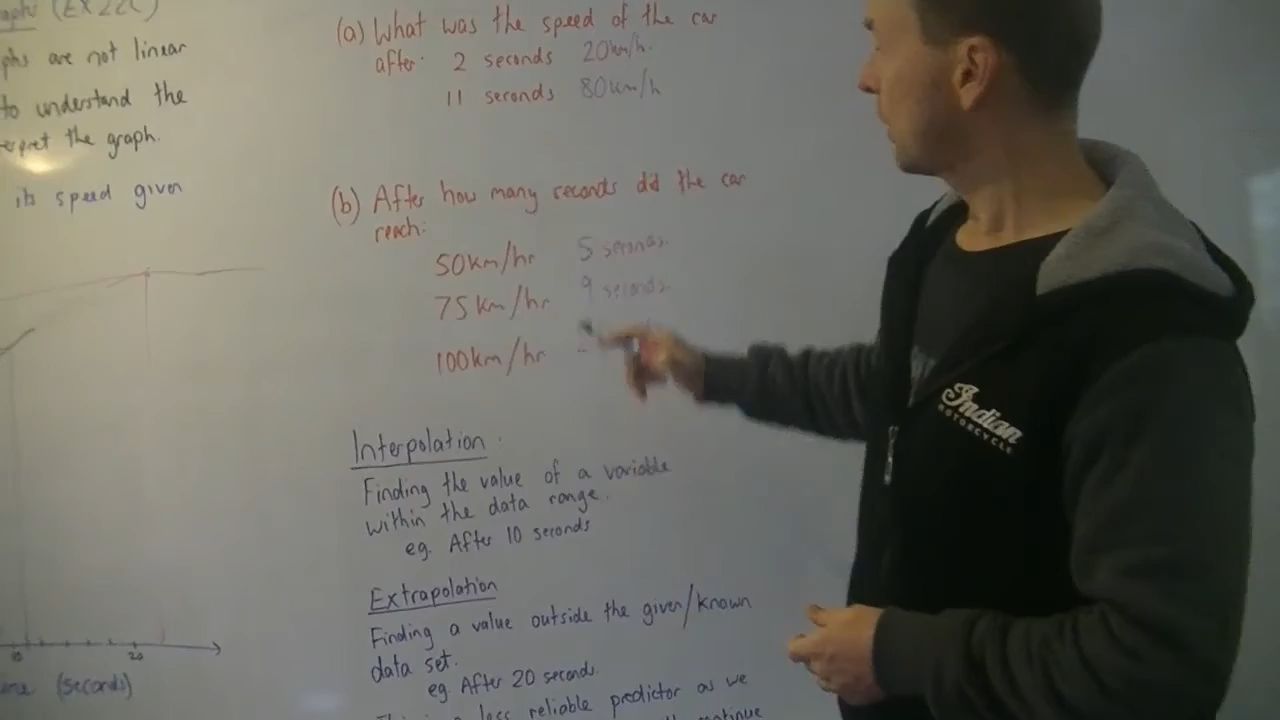 (EX22C)
phs are not linear
to understand the
erpret the graph.
its speed given
10
20
(seconds)
(a) What was the speed of the car
after: 2 seconds 20km/h.
11 seconds 80km/h
(b) After how many seconds did the car
reach:
50km/hr 5 seconds.
75km/hr 9 seconds.
100km/hr
Interpolation.
Finding the value of a variable
within the data range.
eg. After 10 seconds
Extrapolation
Finding a value outside the given/known
data set.
eg. After 20 seconds.
less reliable predictor as we
continue
Indian
MOTORCYCLE